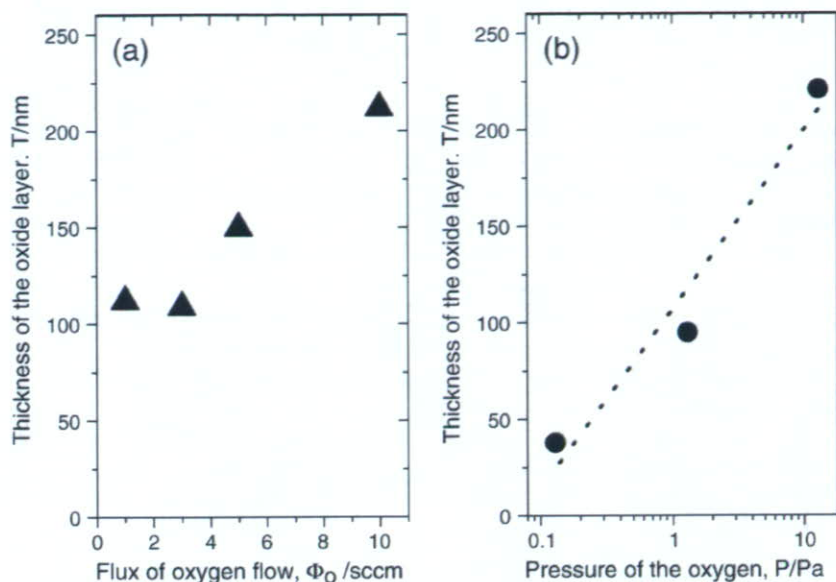 (a)
Thickness of the oxide layer. T/nm
250
200
150
100
50
0
0 2 4 6 8 10
Flux of oxygen flow, Φ_O /sccm
(b)
Thickness of the oxide layer. T/nm
250
200
150
100
50
0
0.1 1 10
Pressure of the oxygen, P/Pa